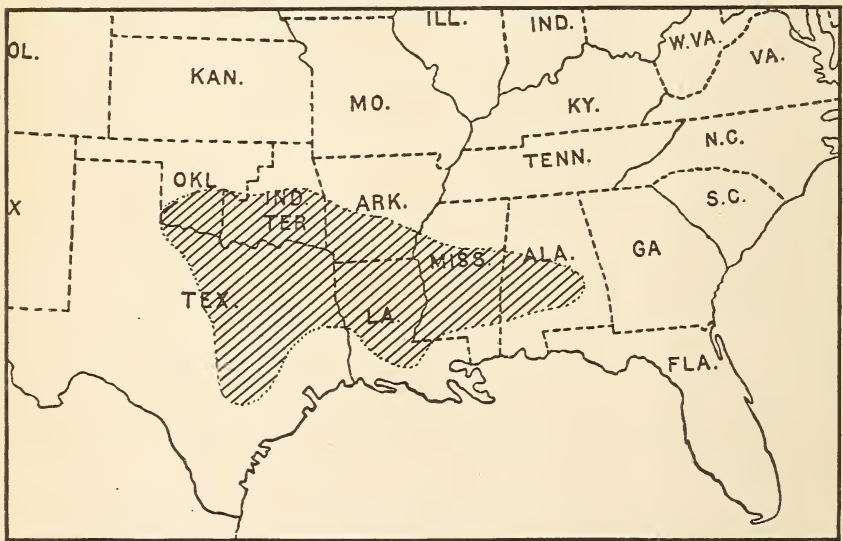 ILL.
IND.
OL.
W.VA.
VA.
KAN.
MO.
KY.
N.C.
TENN.
OKL
IND.
TER
ARK.
S.C.
X
MISS.
ALA.
GA
TEX.
LA.
FLA.